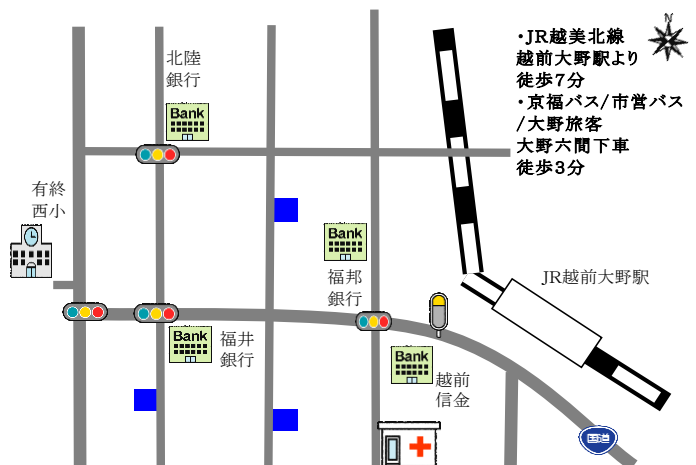 N
・JR越美北線
越前大野駅より
徒歩7分
・京福バス/市営バス
/大野旅客
大野六間下車
徒歩3分
北陸
銀行
Bank
有終
西小
Bank
福邦
銀行
JR越前大野駅
Bank
福井
銀行
Bank
越前
信金
国道